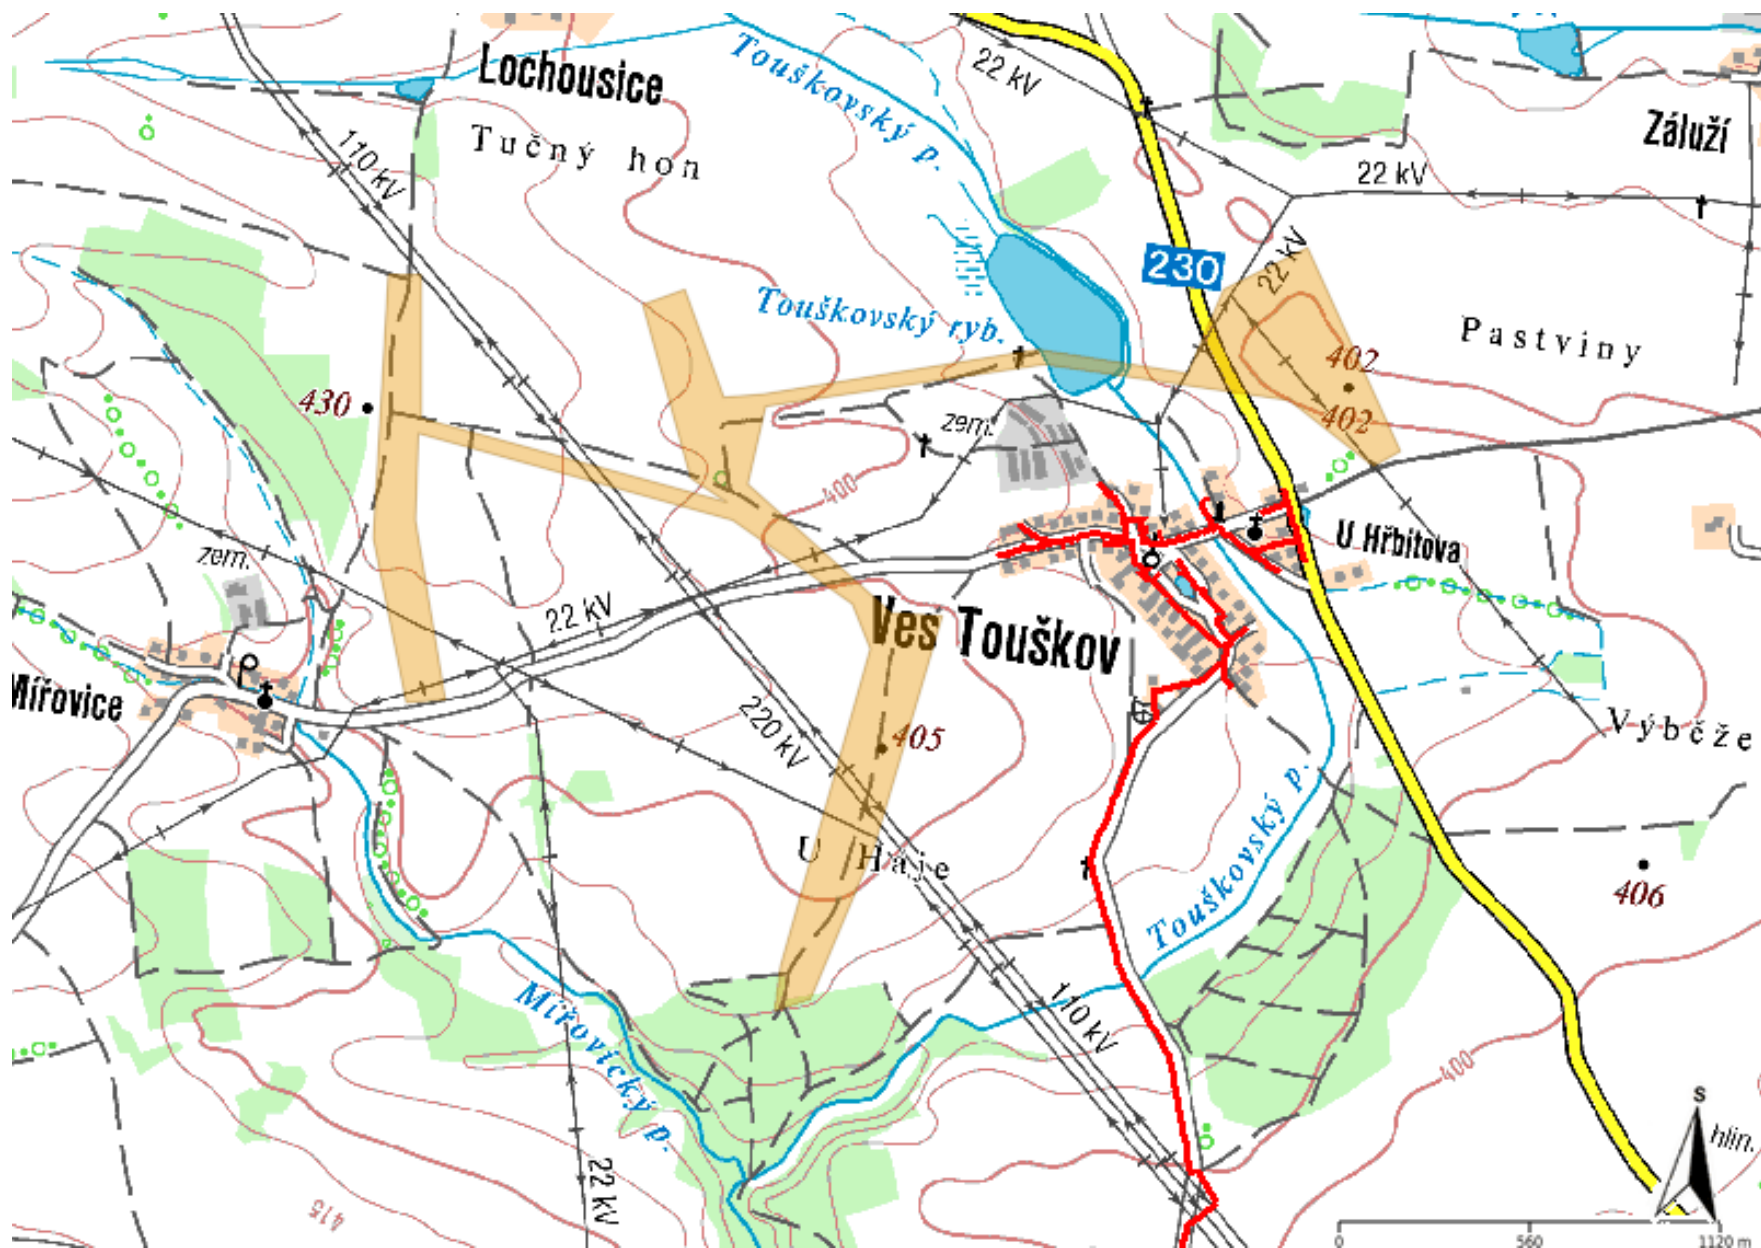 Lochousice
Touškovský p.
22 kV
Záluží
Tučný hon
110 kV
22 kV
230
22 kV
Touškovský ryb.
Pastviny
402
430
402
zem.
400
U Hřbitova
zem.
22 kV
Ves Touškov
Mířovice
220 kV
405
Výběže
U Háje
Touškovský p.
406
Mířovický p.
110 kV
400
S
hlin.
22 kV
415
0 560 1120 m